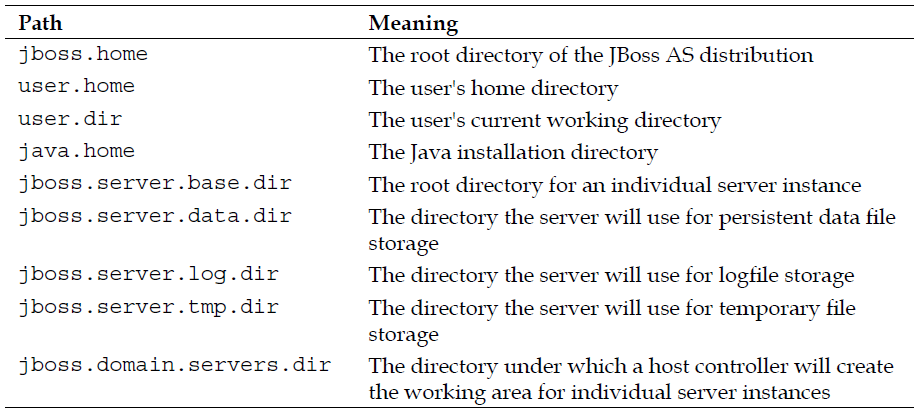 Path Meaning
jboss.home The root directory of the JBoss AS distribution
user.home The user's home directory
user.dir The user's current working directory
java.home The Java installation directory
jboss.server.base.dir The root directory for an individual server instance
jboss.server.data.dir The directory the server will use for persistent data file
storage
jboss.server.log.dir The directory the server will use for logfile storage
jboss.server.tmp.dir The directory the server will use for temporary file
storage
jboss.domain.servers.dir The directory under which a host controller will create
the working area for individual server instances